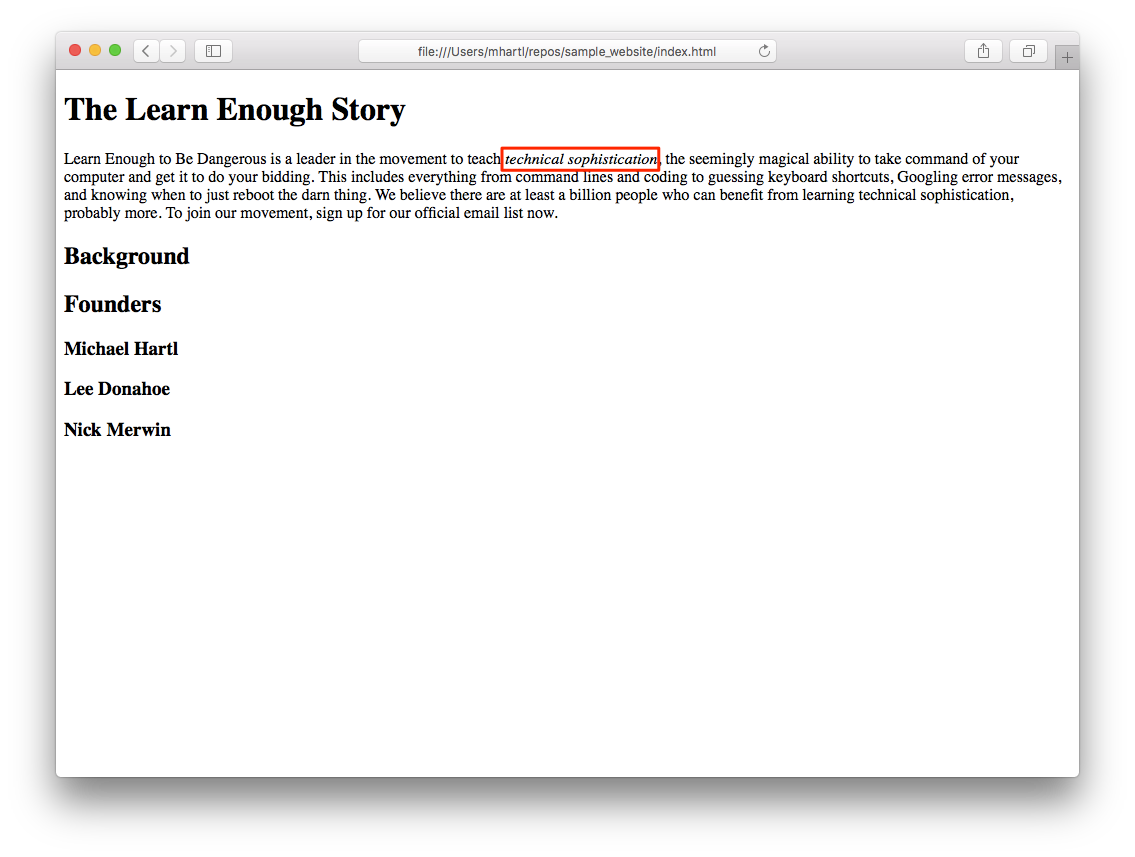 file:///Users/mhartl/repos/sample_website/index.html
The Learn Enough Story
Learn Enough to Be Dangerous is a leader in the movement to teach technical sophistication, the seemingly magical ability to take command of your
computer and get it to do your bidding. This includes everything from command lines and coding to guessing keyboard shortcuts, Googling error messages,
and knowing when to just reboot the darn thing. We believe there are at least a billion people who can benefit from learning technical sophistication,
probably more. To join our movement, sign up for our official email list now.
Background
Founders
Michael Hartl
Lee Donahoe
Nick Merwin